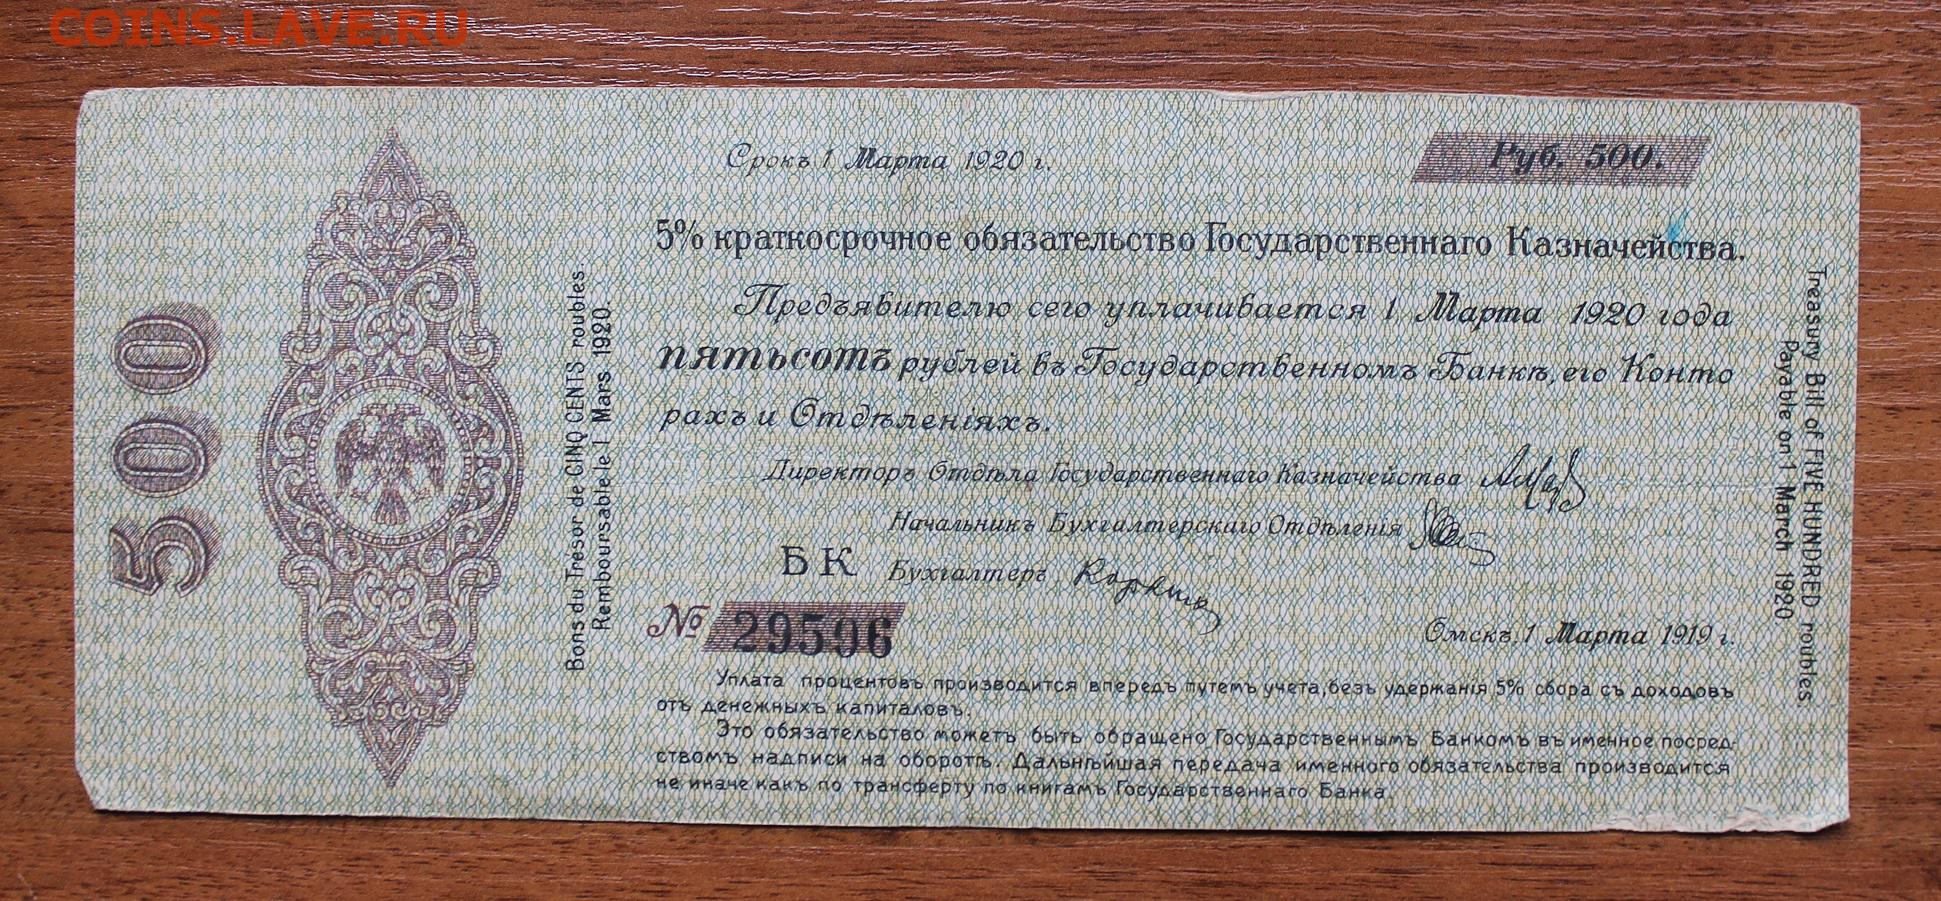 COINS.LAVE.RU
500
Bons du Trésor de CINQ CENTS roubles.
Remboursable le 1 Mars 1920.
Срокъ 1 Марта 1920 г.
Руб. 500.
5% краткосрочное обязательство Государственнаго Казначейства.
Предъявителю сего уплачивается 1 Марта 1920 года
пятьсотъ рублей въ Государственномъ Банкѣ, его Конто
рахъ и Отдѣленіяхъ.
Директоръ Отдѣла Государственнаго Казначейства
Начальникъ Бухгалтерскаго Отдѣленія
БК Бухгалтеръ
№ 29596
Омскъ, 1 Марта 1919 г.
Уплата процентовъ производится впередъ путемъ учета, безъ удержанія 5% сбора съ доходовъ
отъ денежныхъ капиталовъ.
Это обязательство можетъ быть обращено Государственнымъ Банкомъ въ именное посред-
ствомъ надписи на оборотѣ. Дальнѣйшая передача именного обязательства производится
не иначе какъ по трансферту по книгамъ Государственнаго Банка.
Treasury Bill of FIVE HUNDRED roubles
Payable on 1 March 1920